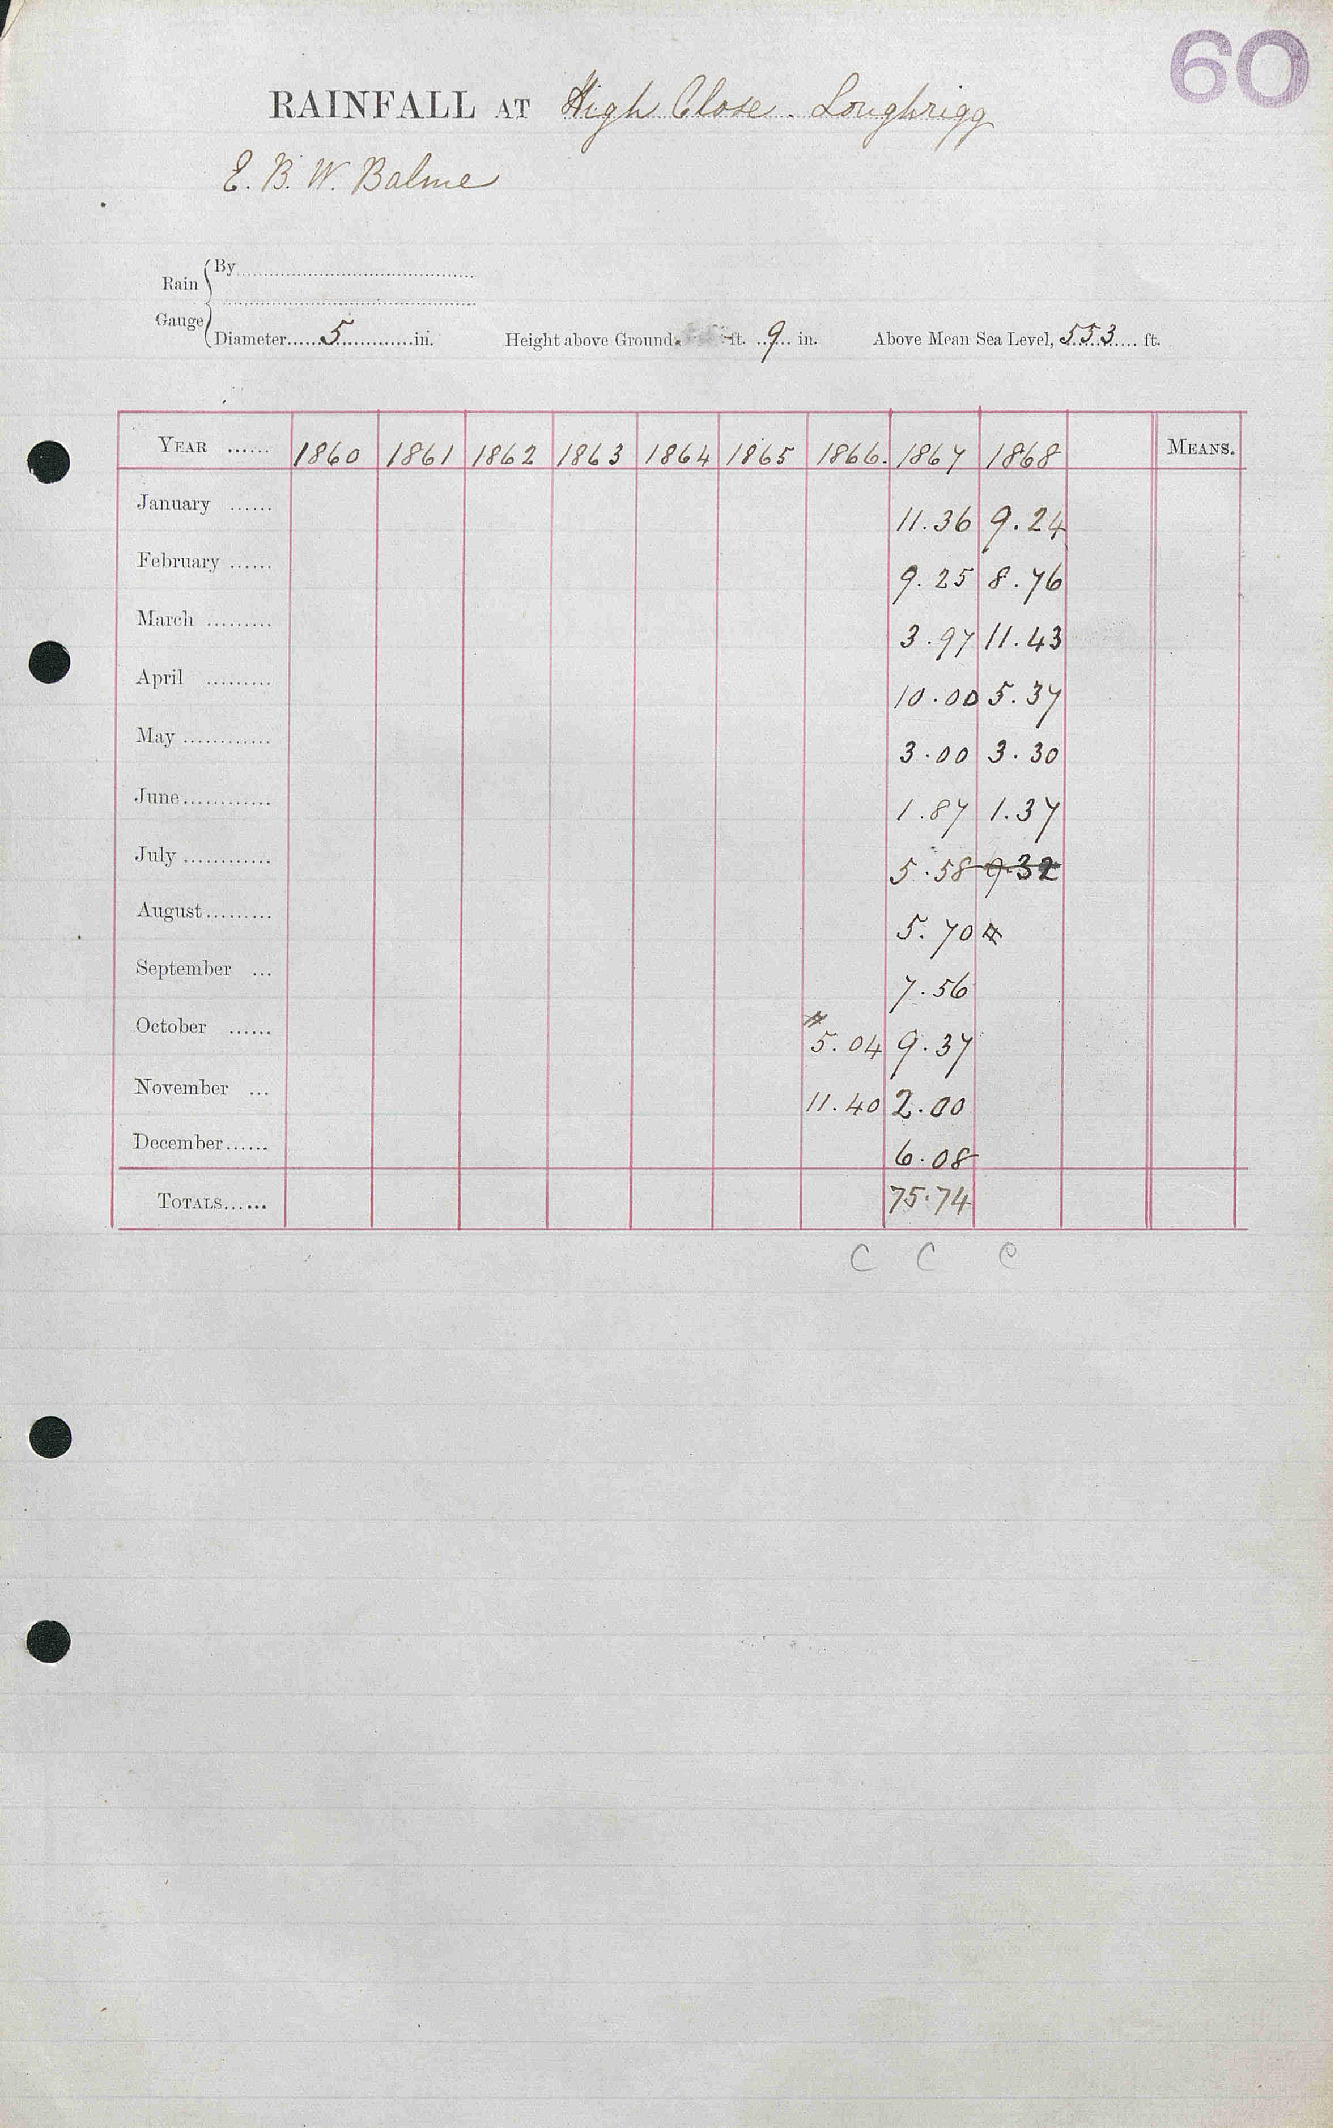 60
RAINFALL AT High Close. Loughrigg
E. B. W. Balme
Rain Gauge
By
Diameter 5 in. Height above Ground ft. 9 in. Above Mean Sea Level, 553 ft.
YEAR 1860 1861 1862 1863 1864 1865 1866. 1867 1868 MEANS.
January 11.36 9.24
February 9.25 8.76
March 3.97 11.43
April 10.00 5.37
May 3.00 3.30
June 1.87 1.37
July 5.58 9.32
August 5.70 #
September 7.56
October # 5.04 9.37
November 11.40 2.00
December 6.08
TOTALS 75.74
C C C